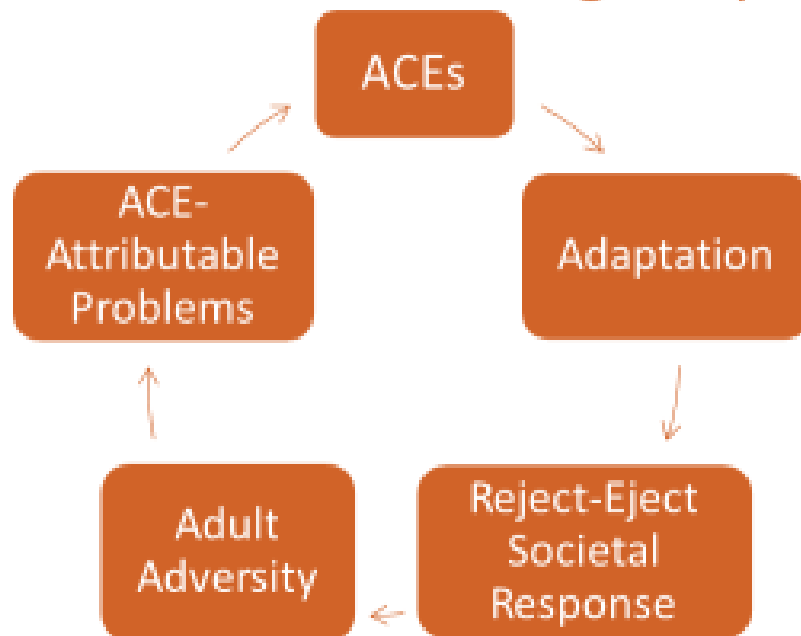 ACEs
Adaptation
Reject-Eject
Societal
Response
Adult
Adversity
ACE-
Attributable
Problems